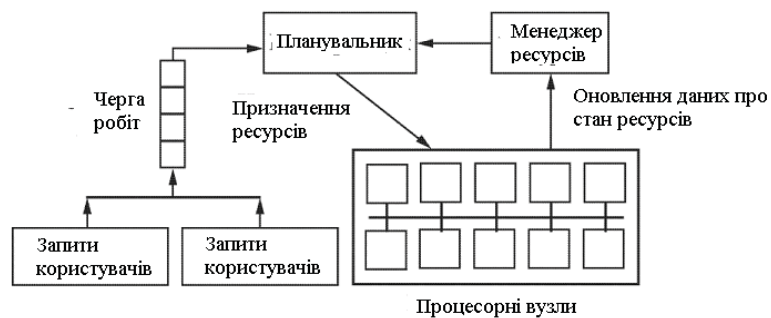 Планувальник
Менеджер
ресурсів
Черга
робіт
Призначення
ресурсів
Оновлення даних про
стан ресурсів
Запити
користувачів
Запити
користувачів
Процесорні вузли